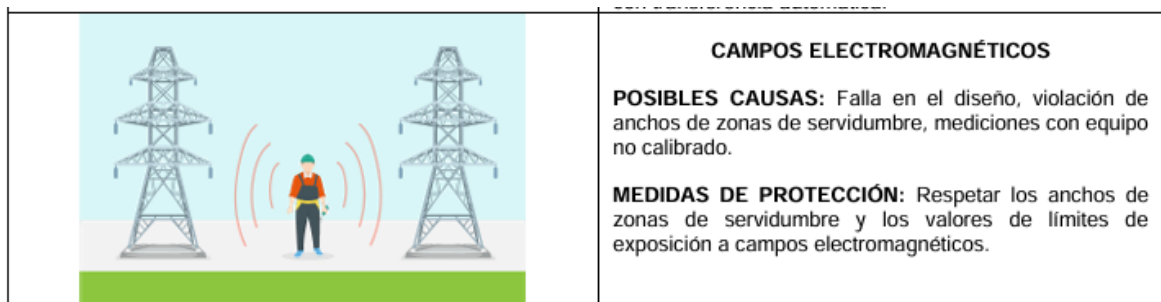 CAMPOS ELECTROMAGNÉTICOS
POSIBLES CAUSAS: Falla en el diseño, violación de
anchos de zonas de servidumbre, mediciones con equipo
no calibrado.
MEDIDAS DE PROTECCIÓN: Respetar los anchos de
zonas de servidumbre y los valores de límites de
exposición a campos electromagnéticos.